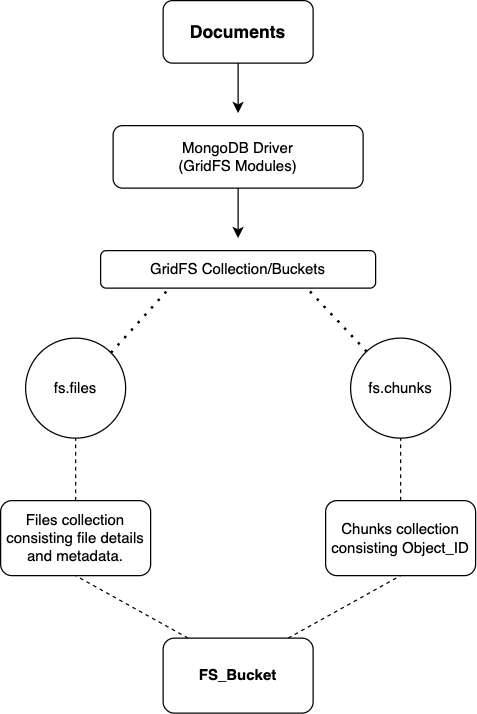 Documents
MongoDB Driver
(GridFS Modules)
GridFS Collection/Buckets
fs.files
fs.chunks
Files collection
consisting file details
and metadata.
Chunks collection
consisting Object_ID
FS_Bucket